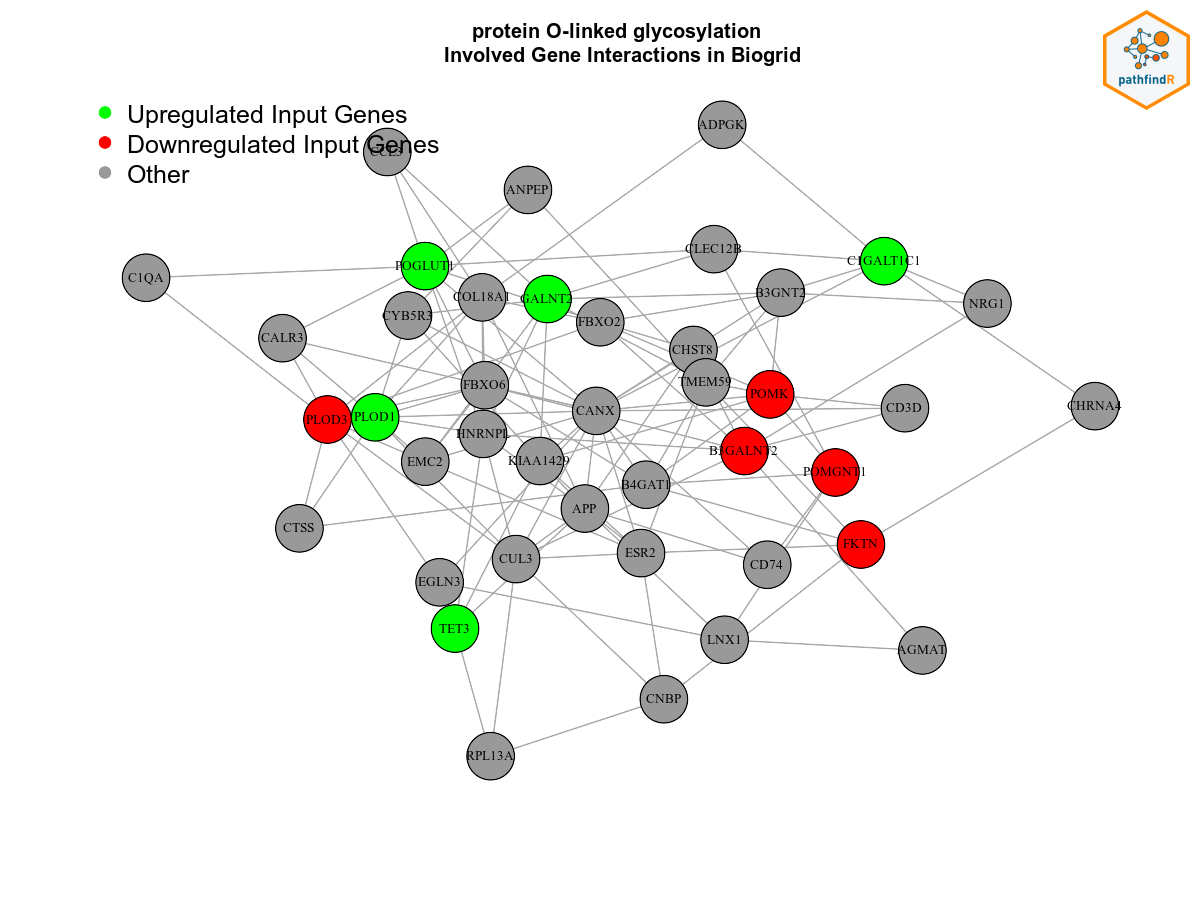 protein O-linked glycosylation
Involved Gene Interactions in Biogrid
pathfindR
Upregulated Input Genes
Downregulated Input Genes
Other
ADPGK
ANPEP
CLEC12B
C1GALT1C1
POGLUT1
C1QA
COL18A1
GALNT2
B3GNT2
NRG1
CYB5R3
FBXO2
CALR3
CHST8
TMEM59
FBXO6
POMK
CANX
CD3D
CHRNA4
PLOD3
PLOD1
HNRNPL
B3GALNT2
EMC2
KIAA1429
POMGNT1
B4GAT1
APP
CTSS
FKTN
ESR2
CUL3
CD74
EGLN3
TET3
LNX1
AGMAT
CNBP
RPL13A